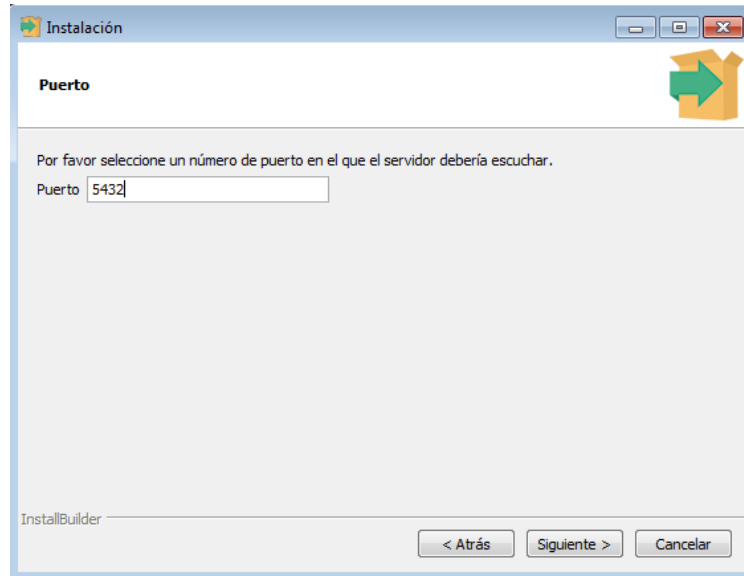 Instalación
Puerto
Por favor seleccione un número de puerto en el que el servidor debería escuchar.
Puerto 5432
InstallBuilder
< Atrás Siguiente > Cancelar